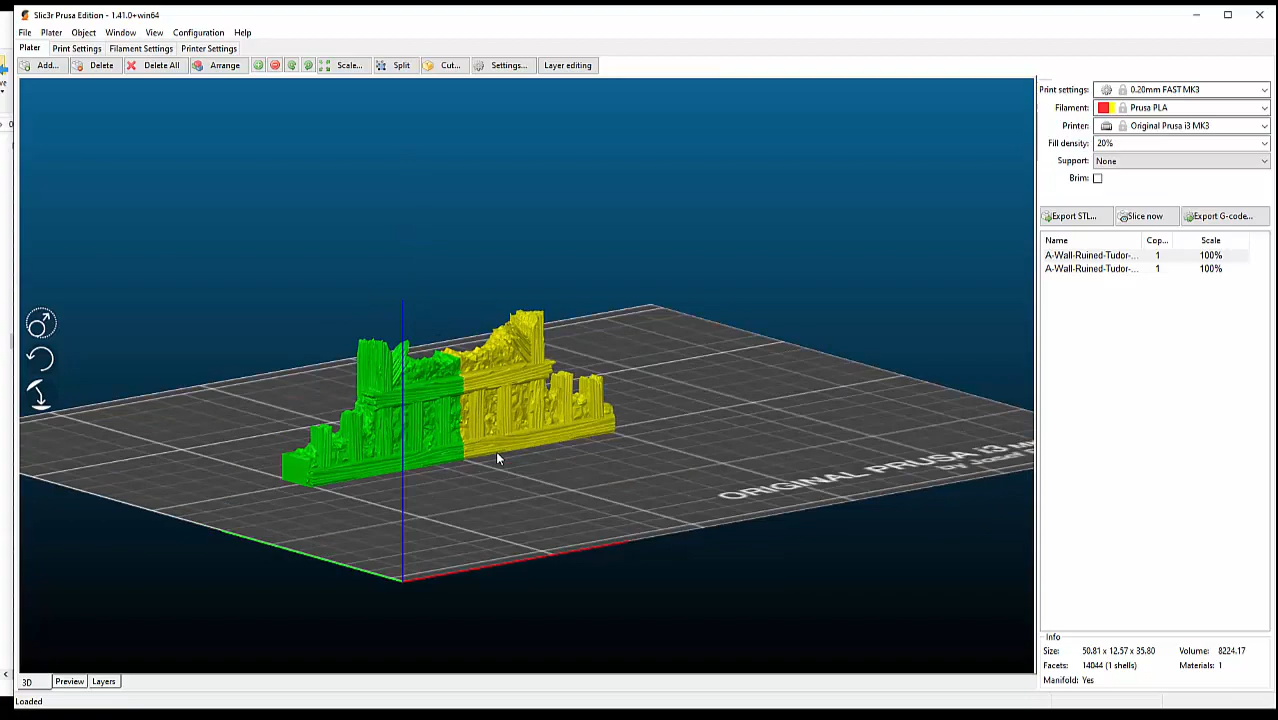 Slic3r Prusa Edition - 1.41.0+win64
File Plater Object Window View Configuration Help
Plater Print Settings Filament Settings Printer Settings
Add... Delete Delete All Arrange Scale... Split Cut... Settings... Layer editing
Print settings: 0.20mm FAST MK3
Filament: Prusa PLA
Printer: Original Prusa i3 MK3
Fill density: 20%
Support: None
Brim:
Export STL... Slice now Export G-code...
Name Cop... Scale
A-Wall-Ruined-Tudor-... 1 100%
A-Wall-Ruined-Tudor-... 1 100%
ORIGINAL PRUSA i3
by Josef
Info
Size: 50.81 x 12.57 x 35.80 Volume: 8224.17
Facets: 14044 (1 shells) Materials: 1
Manifold: Yes
3D Preview Layers
Loaded